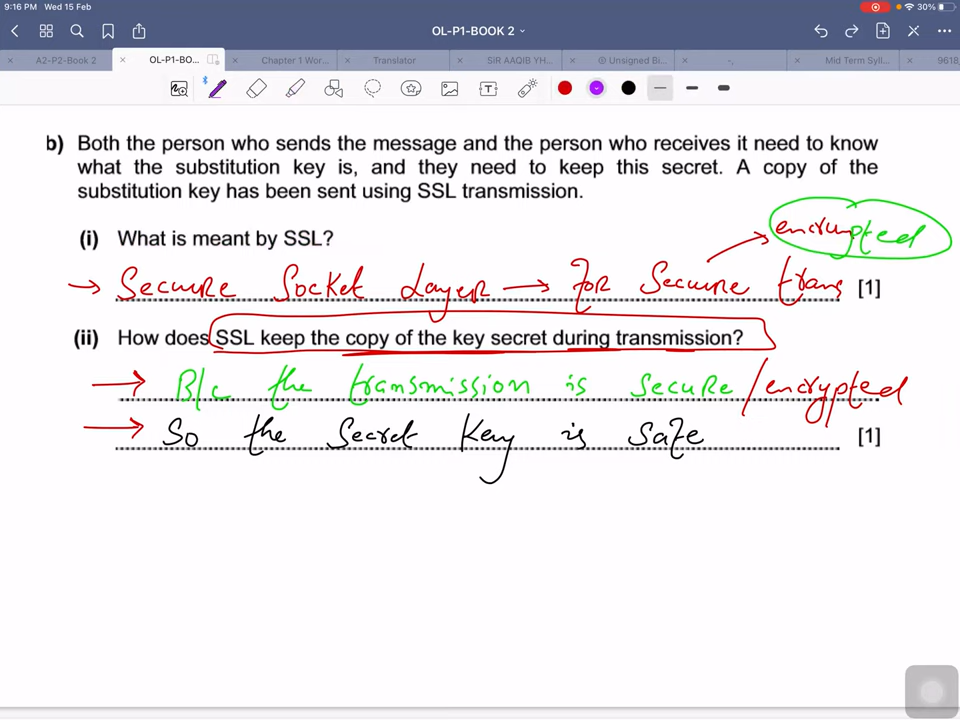 9:16 PM Wed 15 Feb
30%
OL-P1-BOOK 2
A2-P2-Book 2
OL-P1-BO...
Chapter 1 Wor...
Translator
SiR AAQIB YH...
Unsigned Bi...
Mid Term Syll...
9618
b) Both the person who sends the message and the person who receives it need to know
what the substitution key is, and they need to keep this secret. A copy of the
substitution key has been sent using SSL transmission.
encrypted
(i) What is meant by SSL?
→ Secure Socket Layer → for Secure trans [1]
(ii) How does SSL keep the copy of the key secret during transmission?
→ B/c the transmission is secure/encrypted
→ So the Secret Key is Safe [1]